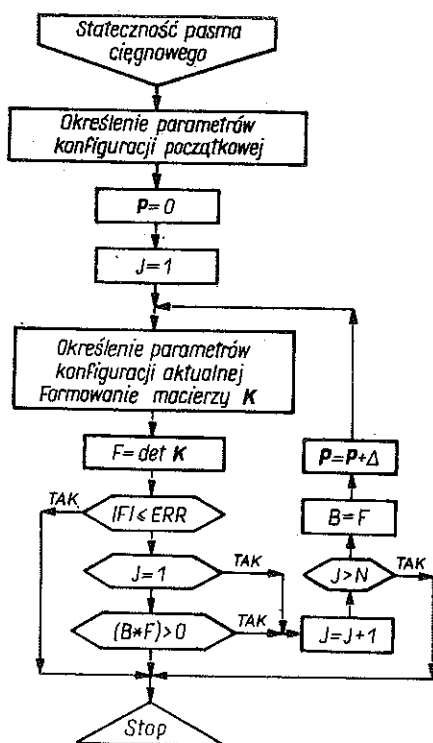 Stateczność pasma
cięgnowego
Określenie parametrów
konfiguracji początkowej
P=0
J=1
Określenie parametrów
konfiguracji aktualnej
Formowanie macierzy K
F= det K
P=P+Δ
TAK
|F|≤ERR
B=F
J=1
TAK
J>N
TAK
(B*F)>0
TAK
J=J+1
Stop